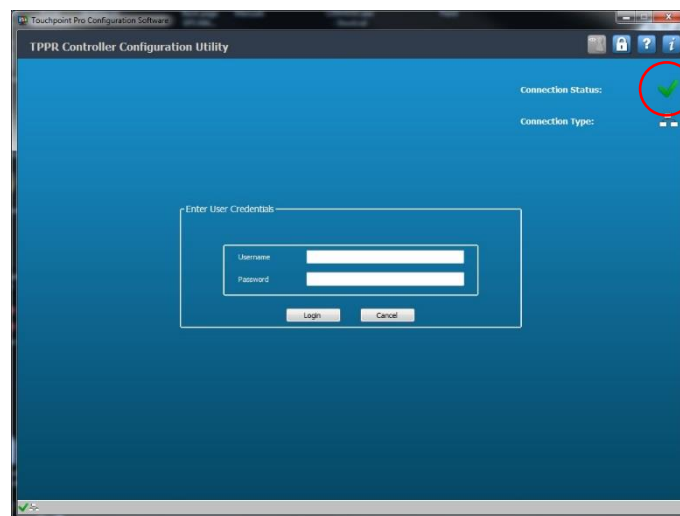 Touchpoint Pro Configuration Software
TPPR Controller Configuration Utility
Connection Status:
Connection Type:
Enter User Credentials
Username
Password
Login
Cancel